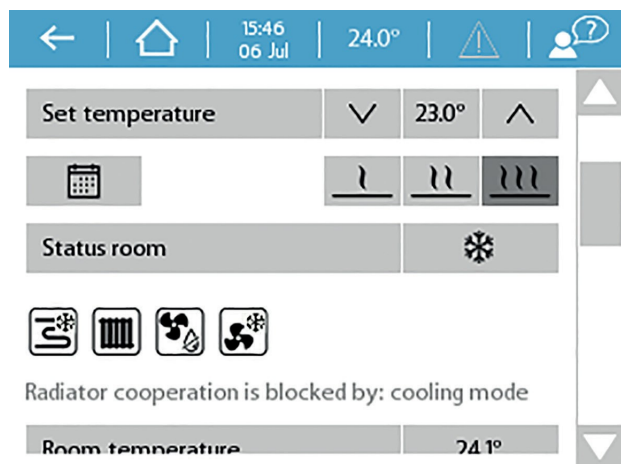 15:46
06 Jul
24.0°
?
Set temperature
23.0°
Status room
Radiator cooperation is blocked by: cooling mode
Room temperature
24.1°